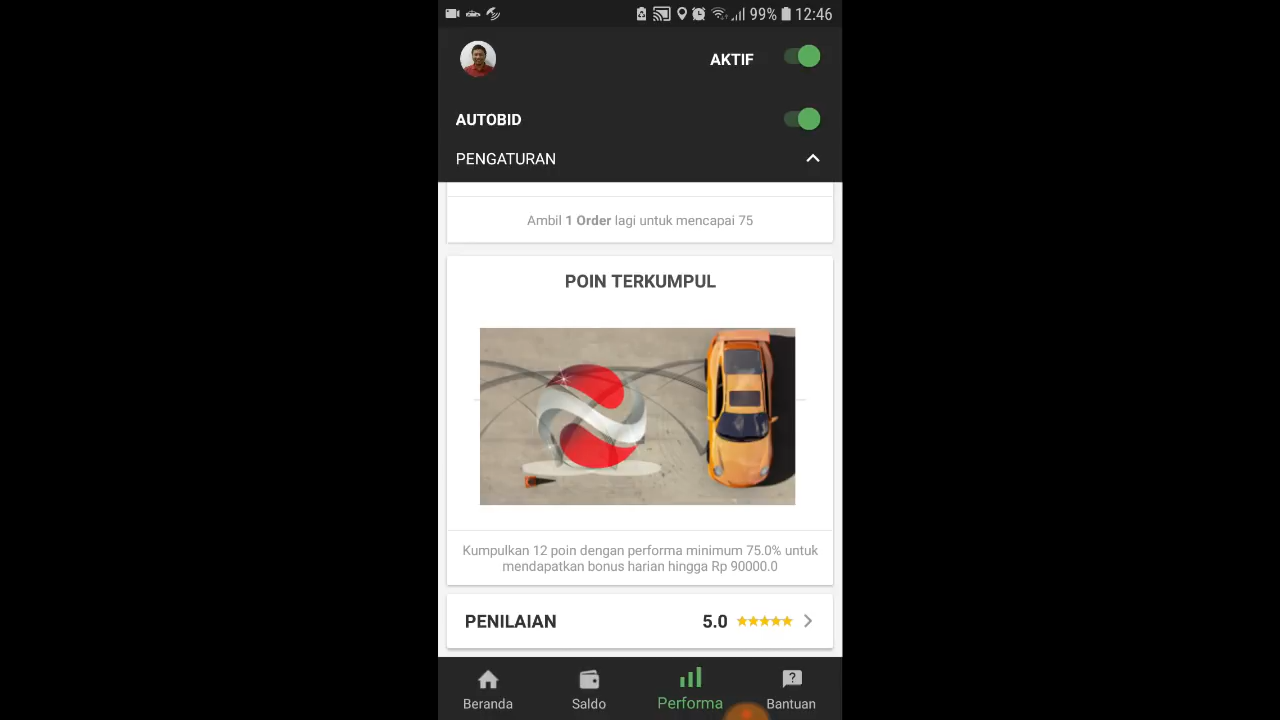 99% 12:46
AKTIF
AUTOBID
PENGATURAN
Ambil 1 Order lagi untuk mencapai 75
POIN TERKUMPUL
Kumpulkan 12 poin dengan performa minimum 75.0% untuk
mendapatkan bonus harian hingga Rp 90000.0
PENILAIAN 5.0
Beranda Saldo Performa Bantuan